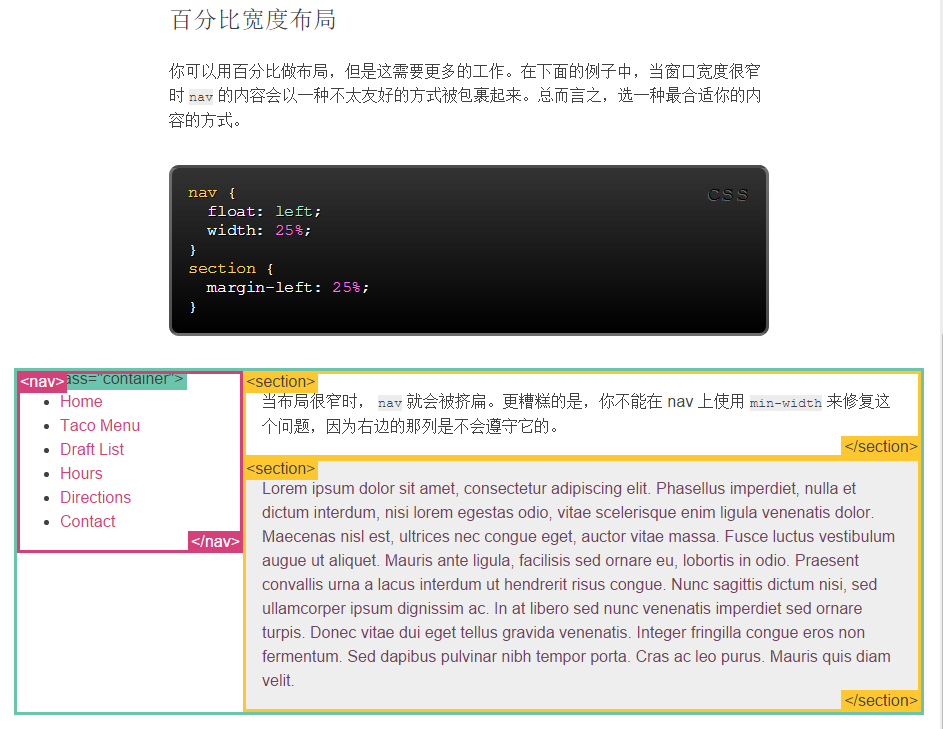 百分比宽度布局
你可以用百分比做布局，但是这需要更多的工作。在下面的例子中，当窗口宽度很窄
时 nav 的内容会以一种不太友好的方式被包裹起来。总而言之，选一种最合适你的内
容的方式。
CSS
nav {
  float: left;
  width: 25%;
}
section {
  margin-left: 25%;
}
<nav>
ass="container">
Home
Taco Menu
Draft List
Hours
Directions
Contact
</nav>
<section>
当布局很窄时， nav 就会被挤扁。更糟糕的是，你不能在 nav 上使用 min-width 来修复这
个问题，因为右边的那列是不会遵守它的。
</section>
<section>
Lorem ipsum dolor sit amet, consectetur adipiscing elit. Phasellus imperdiet, nulla et
dictum interdum, nisi lorem egestas odio, vitae scelerisque enim ligula venenatis dolor.
Maecenas nisl est, ultrices nec congue eget, auctor vitae massa. Fusce luctus vestibulum
augue ut aliquet. Mauris ante ligula, facilisis sed ornare eu, lobortis in odio. Praesent
convallis urna a lacus interdum ut hendrerit risus congue. Nunc sagittis dictum nisi, sed
ullamcorper ipsum dignissim ac. In at libero sed nunc venenatis imperdiet sed ornare
turpis. Donec vitae dui eget tellus gravida venenatis. Integer fringilla congue eros non
fermentum. Sed dapibus pulvinar nibh tempor porta. Cras ac leo purus. Mauris quis diam
velit.
</section>